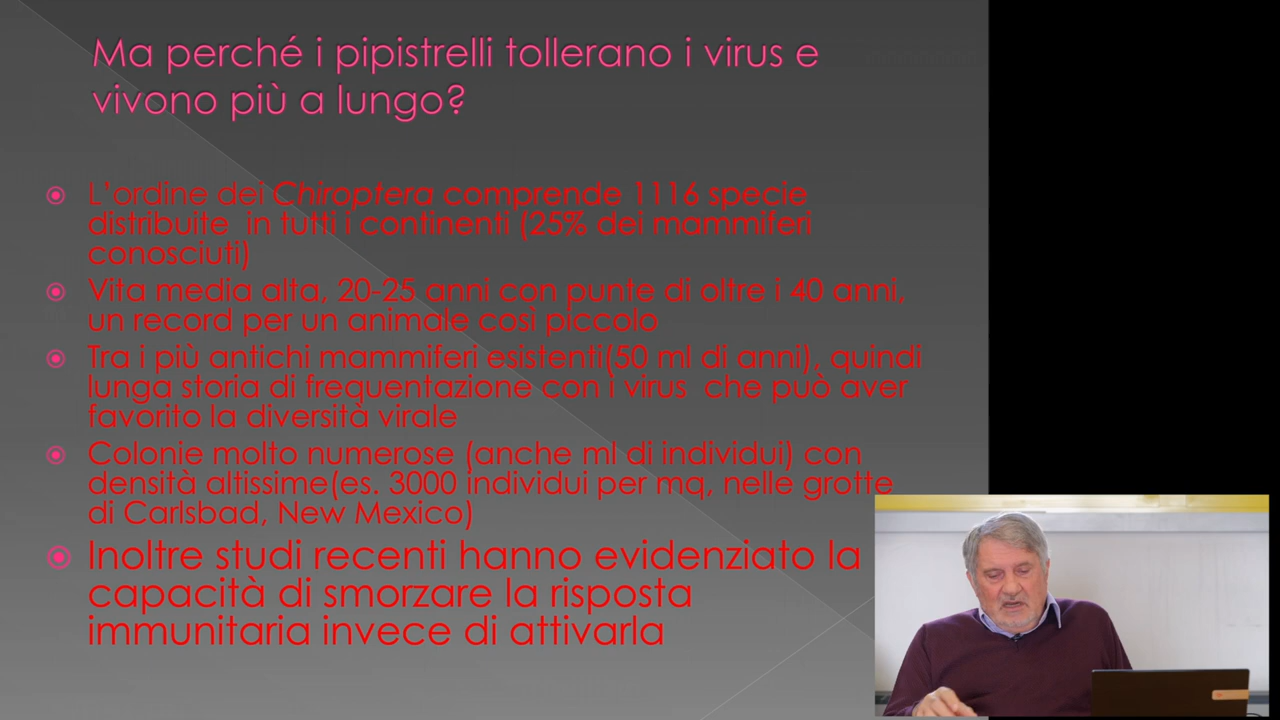 Ma perché i pipistrelli tollerano i virus e
vivono più a lungo?
L'ordine dei Chiroptera comprende 1116 specie
distribuite in tutti i continenti (25% dei mammiferi
conosciuti)
Vita media alta, 20-25 anni con punte di oltre i 40 anni,
un record per un animale così piccolo
Tra i più antichi mammiferi esistenti(50 ml di anni), quindi
lunga storia di frequentazione con i virus che può aver
favorito la diversità virale
Colonie molto numerose (anche ml di individui) con
densità altissime(es. 3000 individui per mq, nelle grotte
di Carlsbad, New Mexico)
Inoltre studi recenti hanno evidenziato la
capacità di smorzare la risposta
immunitaria invece di attivarla